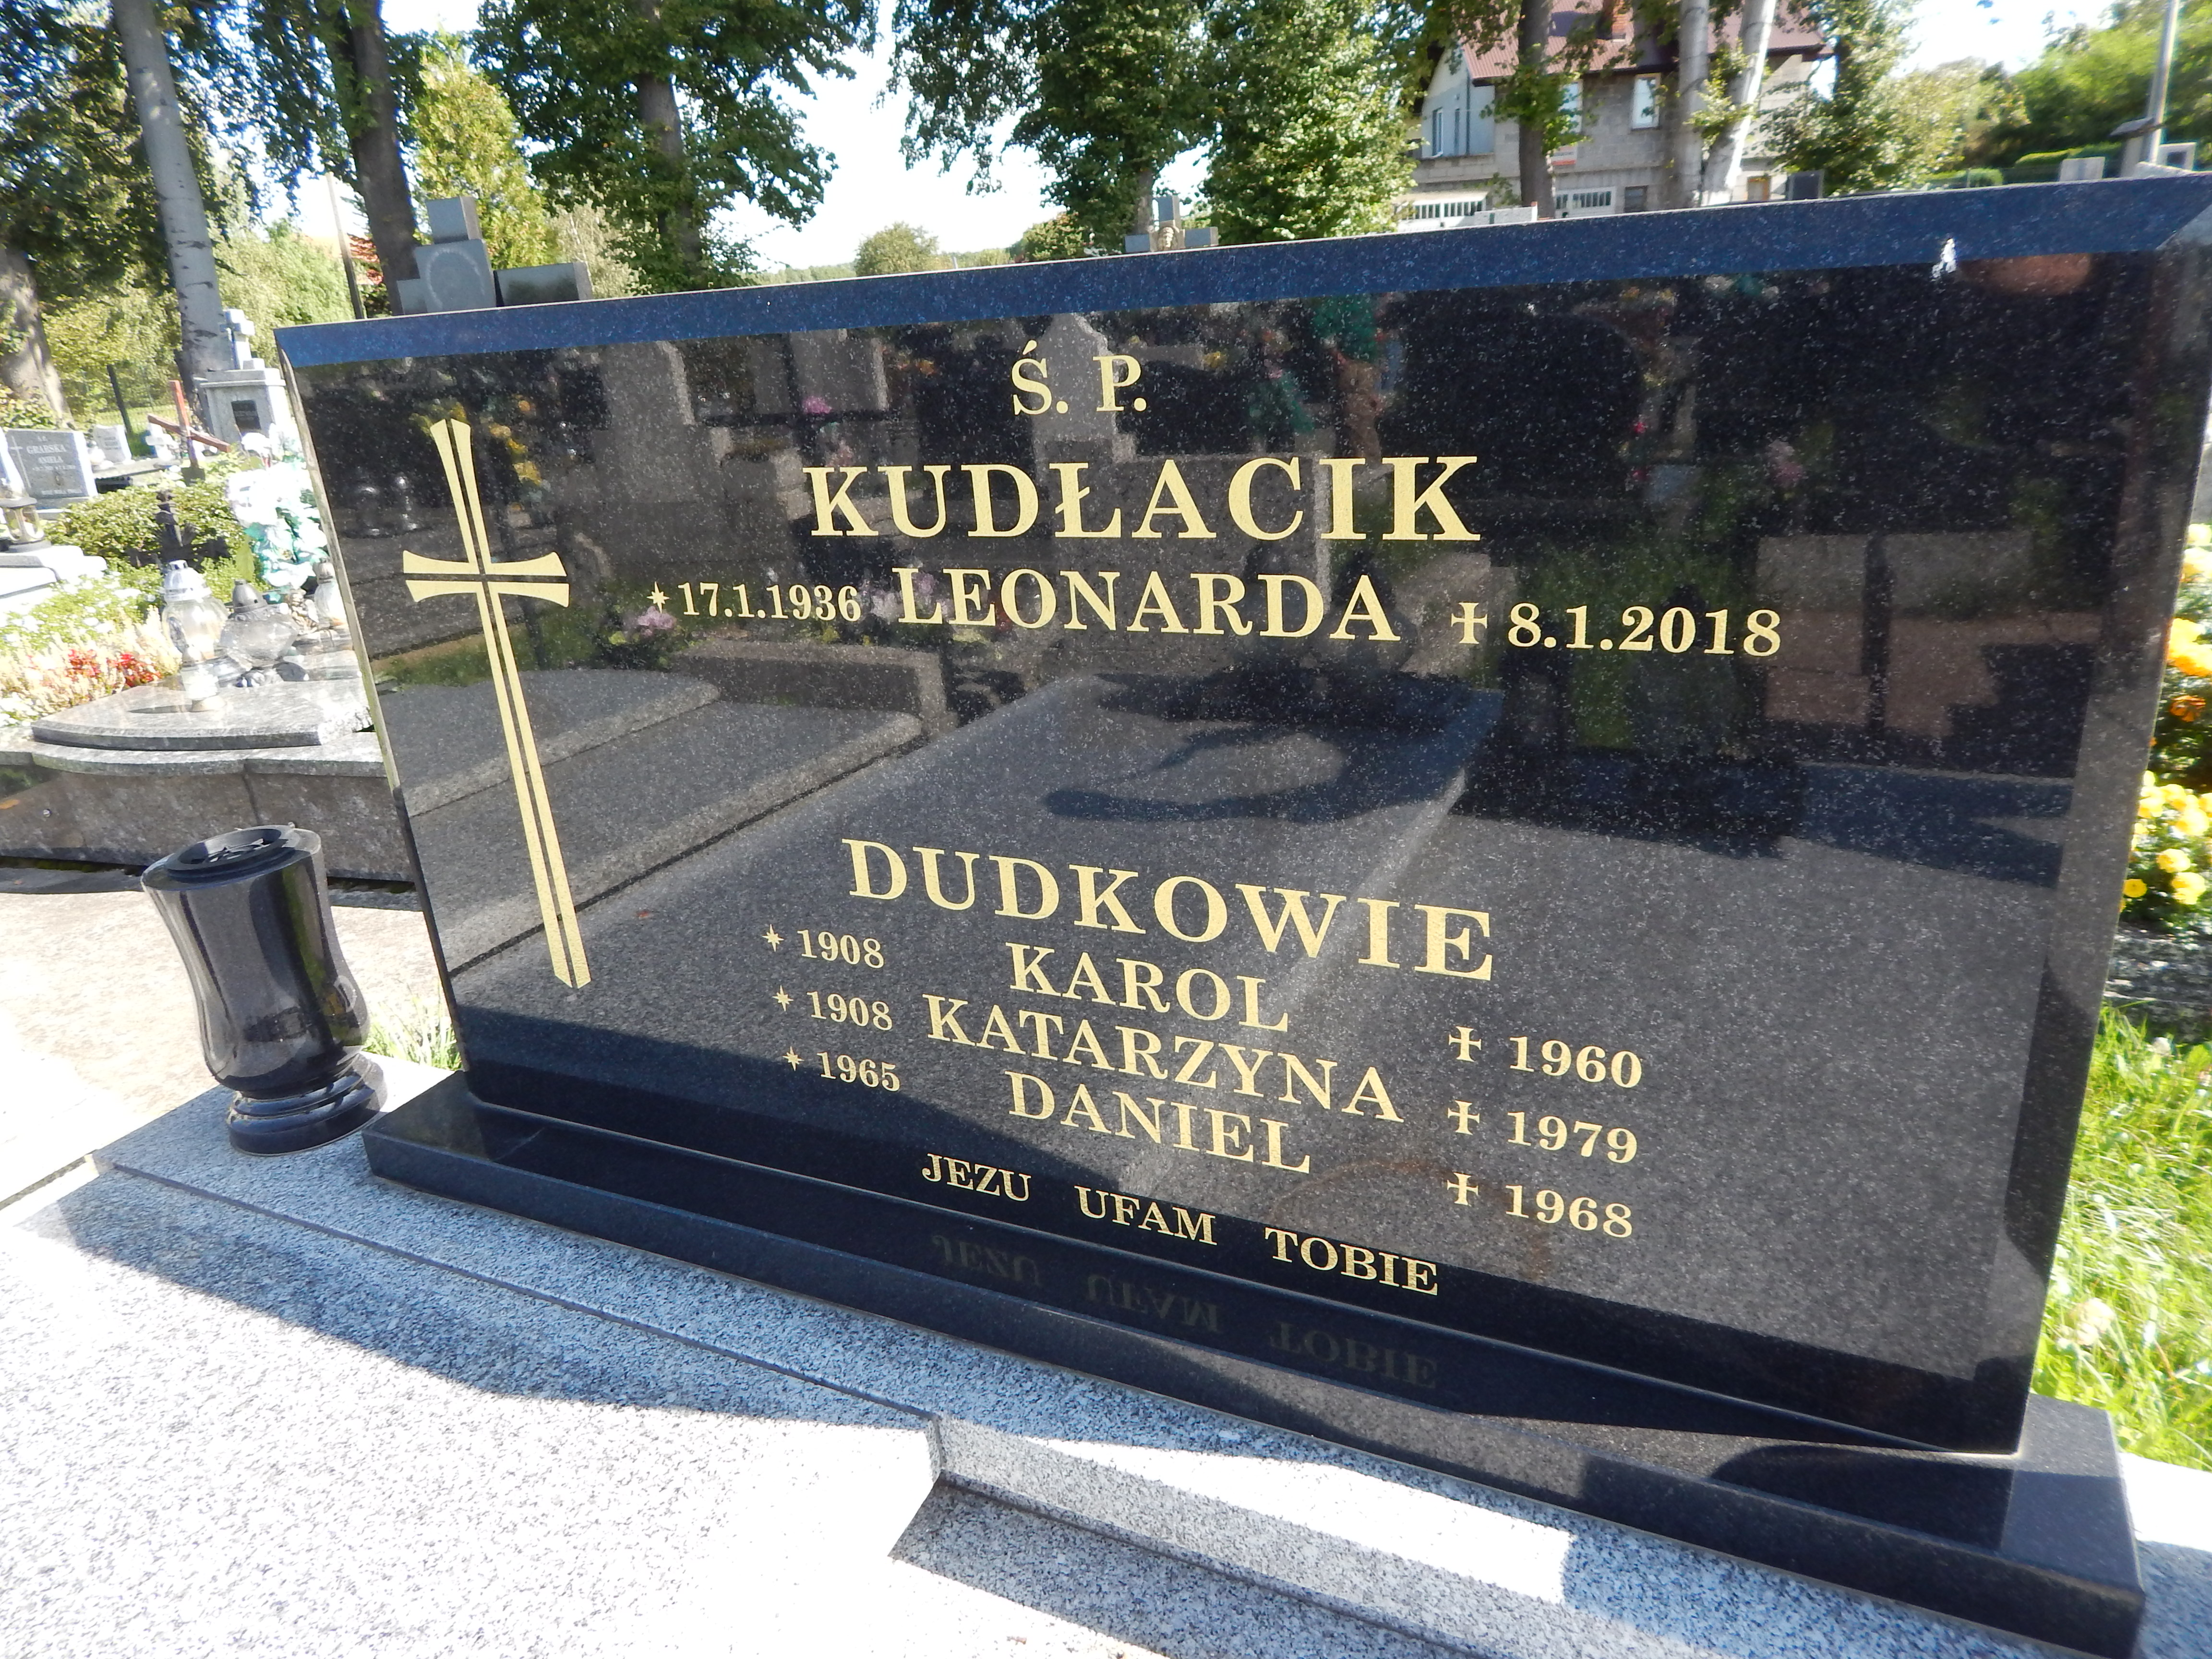 Ś. P.
KUDŁACIK
* 17.1.1936 LEONARDA ✝ 8.1.2018
DUDKOWIE
* 1908 KAROL ✝ 1960
* 1908 KATARZYNA ✝ 1979
* 1965 DANIEL ✝ 1968
JEZU UFAM TOBIE